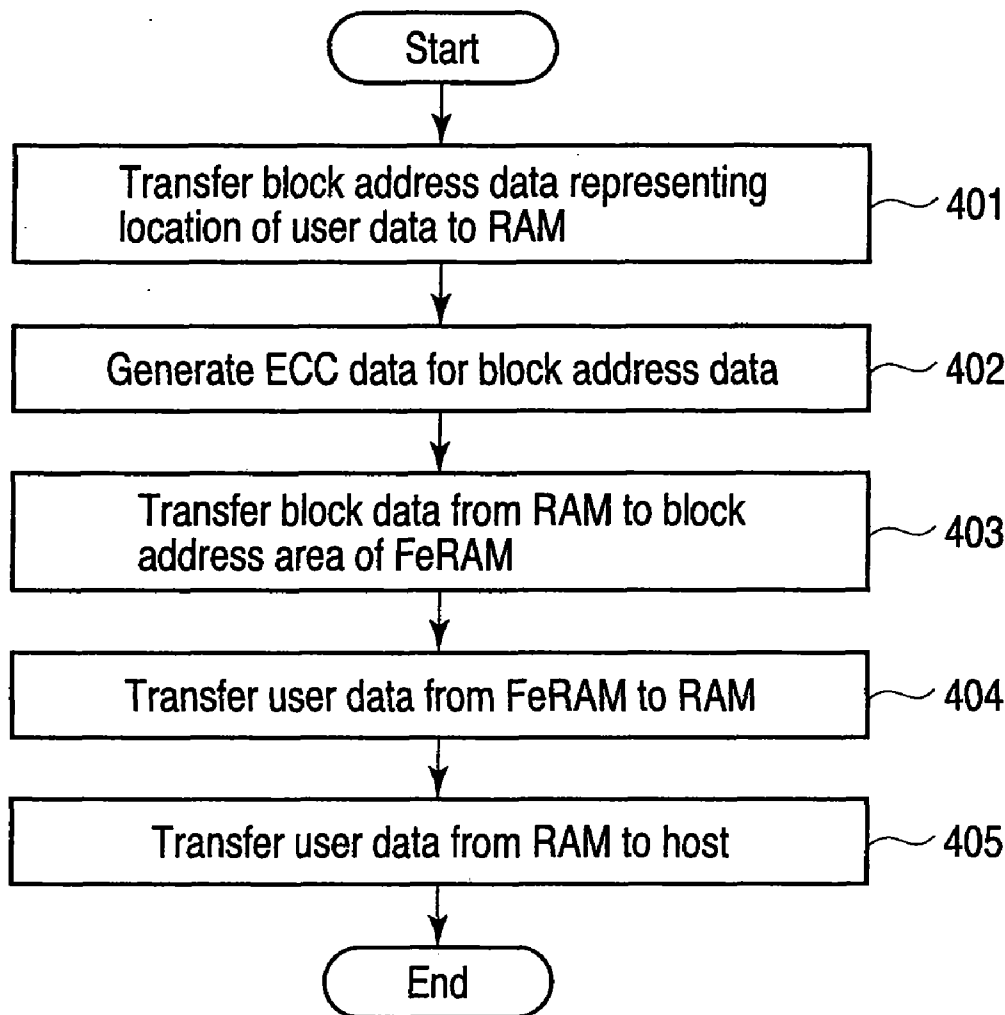 Start
Transfer block address data representing
location of user data to RAM
401
Generate ECC data for block address data
402
Transfer block data from RAM to block
address area of FeRAM
403
Transfer user data from FeRAM to RAM
404
Transfer user data from RAM to host
405
End